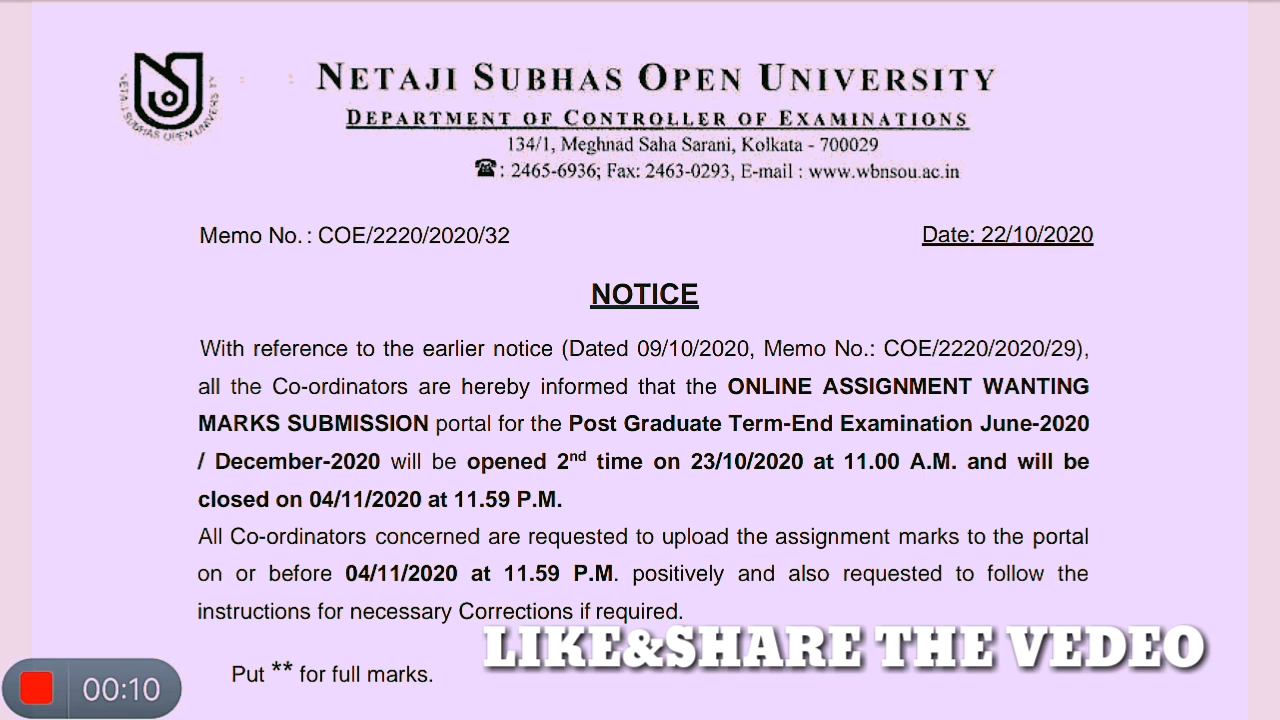 NETAJI SUBHAS OPEN UNIVERSITY
NETAJI SUBHAS OPEN UNIVERSITY
DEPARTMENT OF CONTROLLER OF EXAMINATIONS
134/1, Meghnad Saha Sarani, Kolkata - 700029
☎: 2465-6936; Fax: 2463-0293, E-mail : www.wbnsou.ac.in
Memo No. : COE/2220/2020/32 Date: 22/10/2020
NOTICE
With reference to the earlier notice (Dated 09/10/2020, Memo No.: COE/2220/2020/29),
all the Co-ordinators are hereby informed that the ONLINE ASSIGNMENT WANTING
MARKS SUBMISSION portal for the Post Graduate Term-End Examination June-2020
/ December-2020 will be opened 2nd time on 23/10/2020 at 11.00 A.M. and will be
closed on 04/11/2020 at 11.59 P.M.
All Co-ordinators concerned are requested to upload the assignment marks to the portal
on or before 04/11/2020 at 11.59 P.M. positively and also requested to follow the
instructions for necessary Corrections if required.
LIKE&SHARE THE VEDEO
Put ** for full marks.
00:10